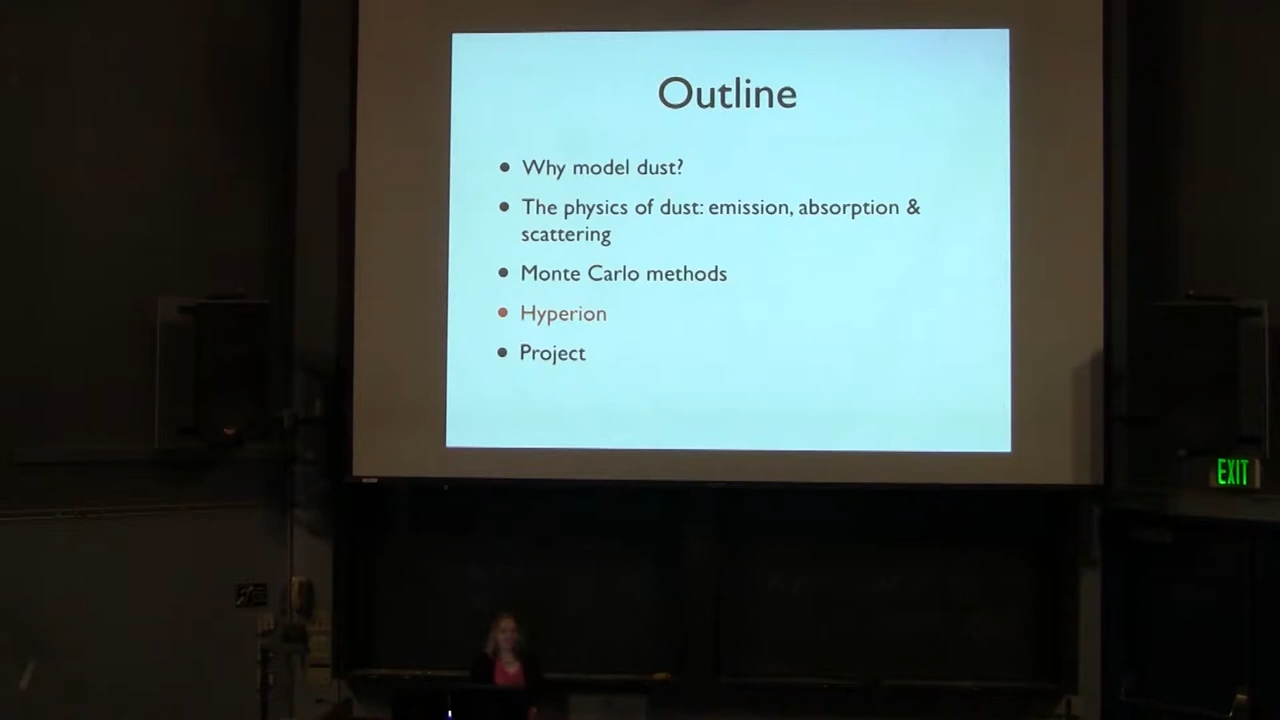 Outline
• Why model dust?
• The physics of dust: emission, absorption &
scattering
• Monte Carlo methods
• Hyperion
• Project
EXIT